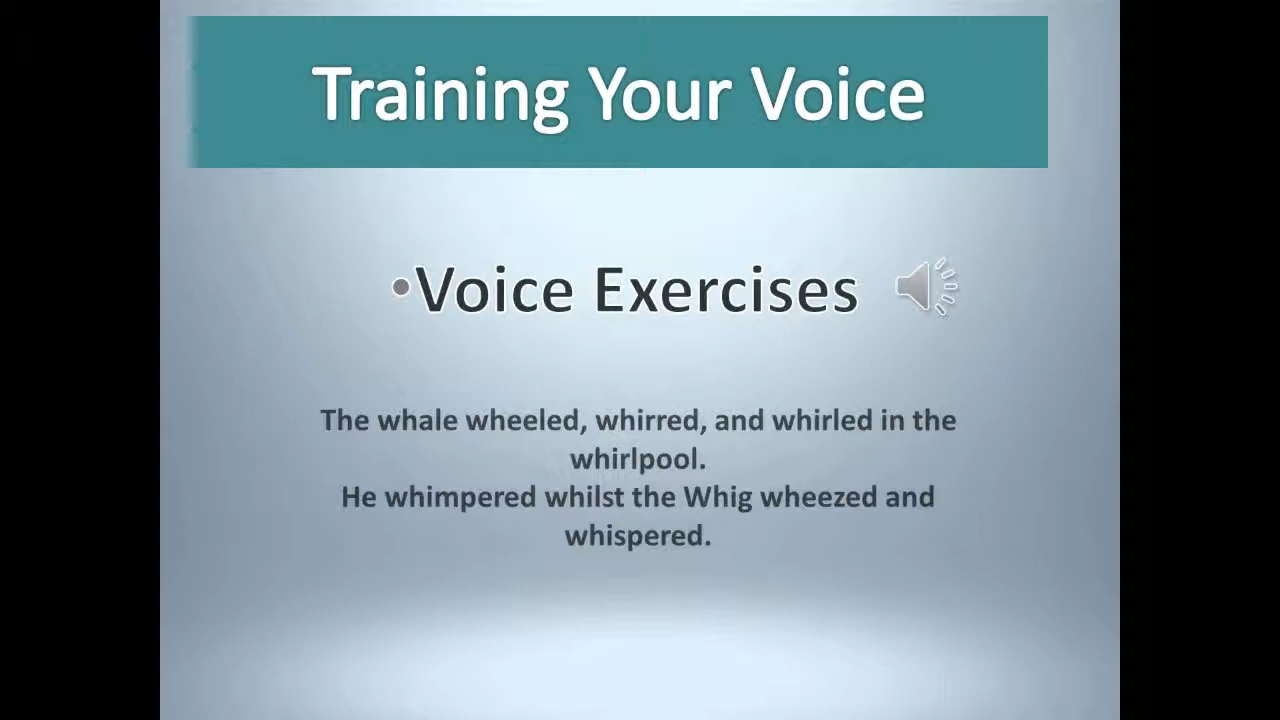 Training Your Voice
•Voice Exercises
The whale wheeled, whirred, and whirled in the
whirlpool.
He whimpered whilst the Whig wheezed and
whispered.